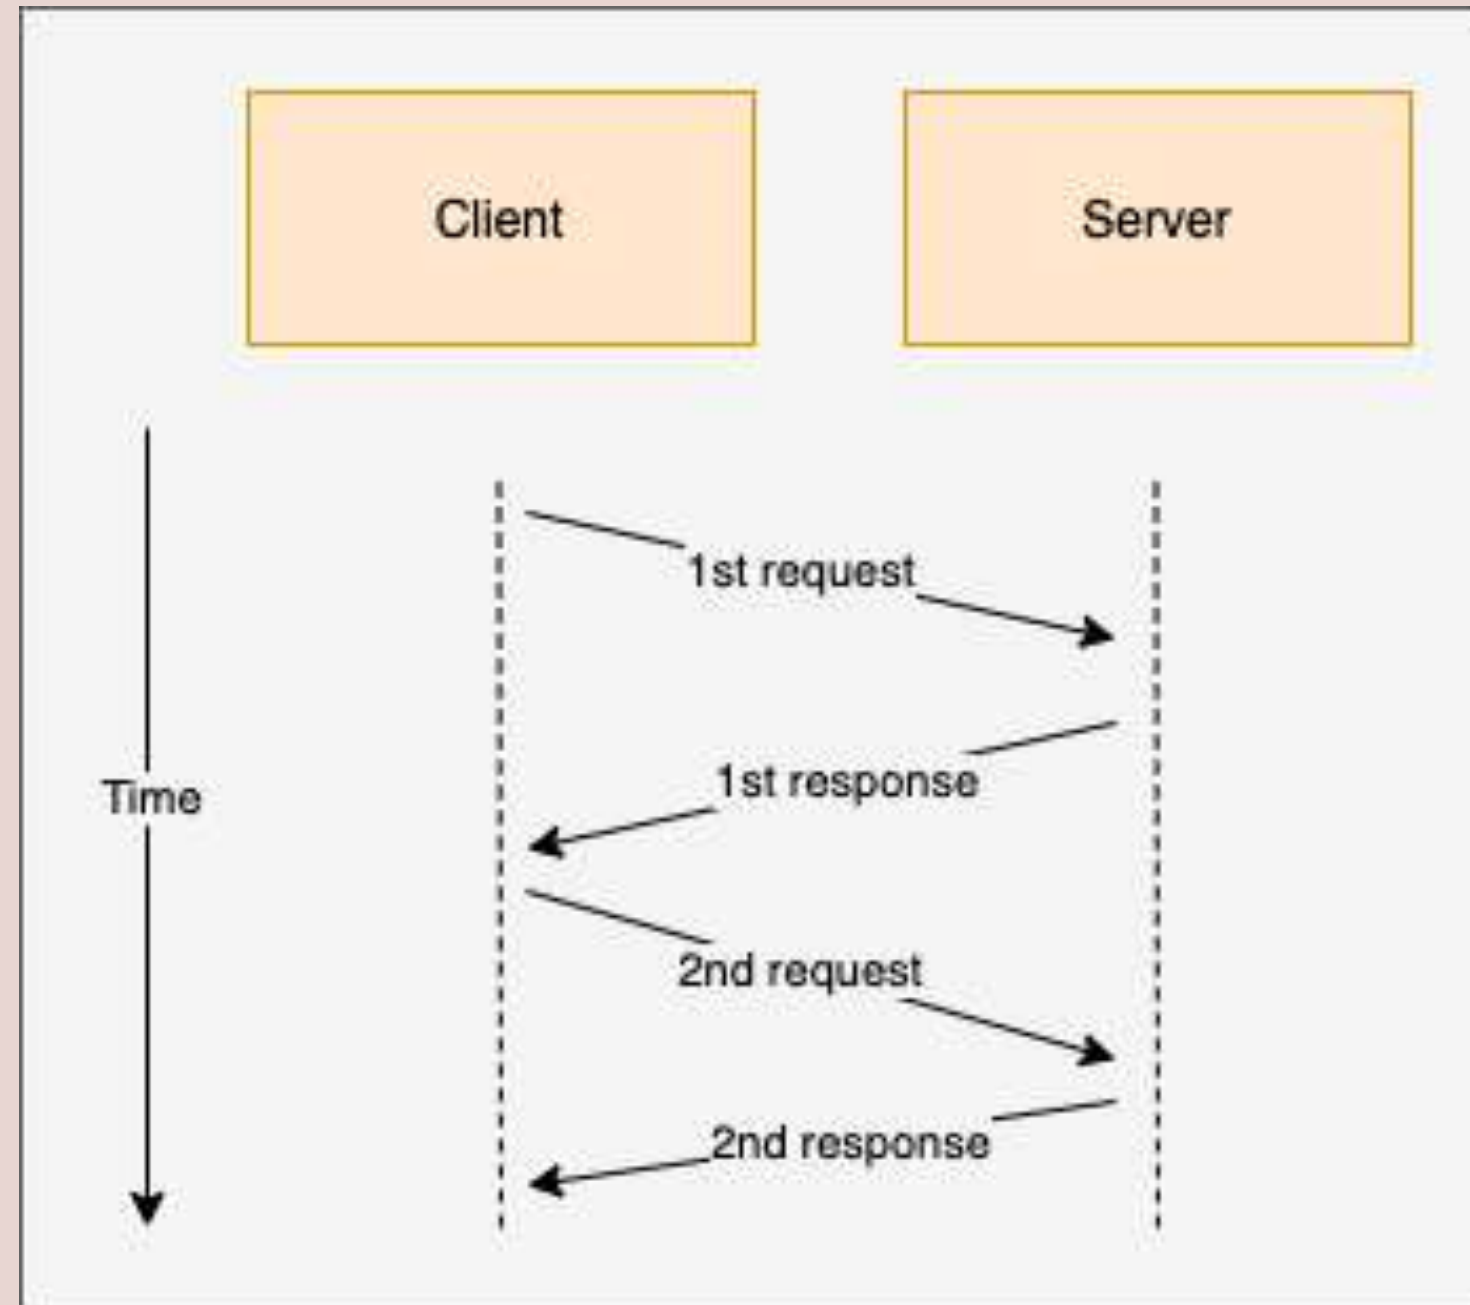 Client
Server
1st request
1st response
Time
2nd request
2nd response